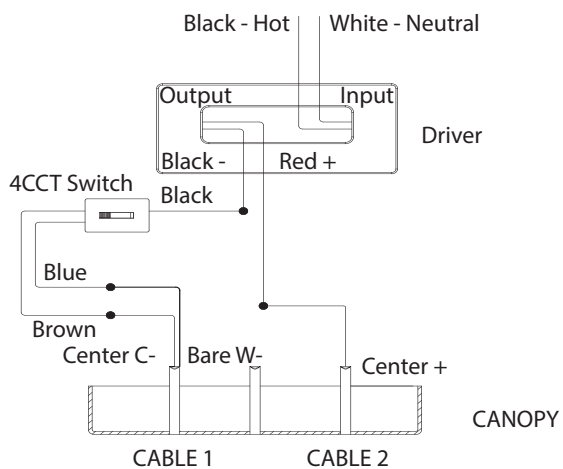 Black - Hot White - Neutral
Output Input
Driver
Black - Red +
4CCT Switch
Black
Blue
Brown
Center C- Bare W- Center +
CANOPY
CABLE 1 CABLE 2